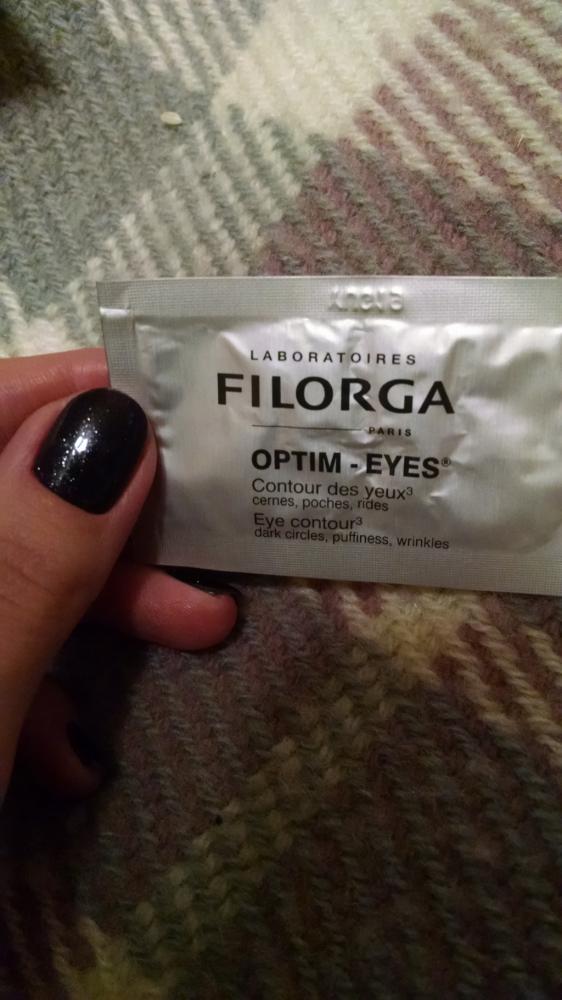 LABORATOIRES
FILORGA
PARIS
OPTIM - EYES®
Contour des yeux³
cernes, poches, rides
Eye contour³
dark circles, puffiness, wrinkles